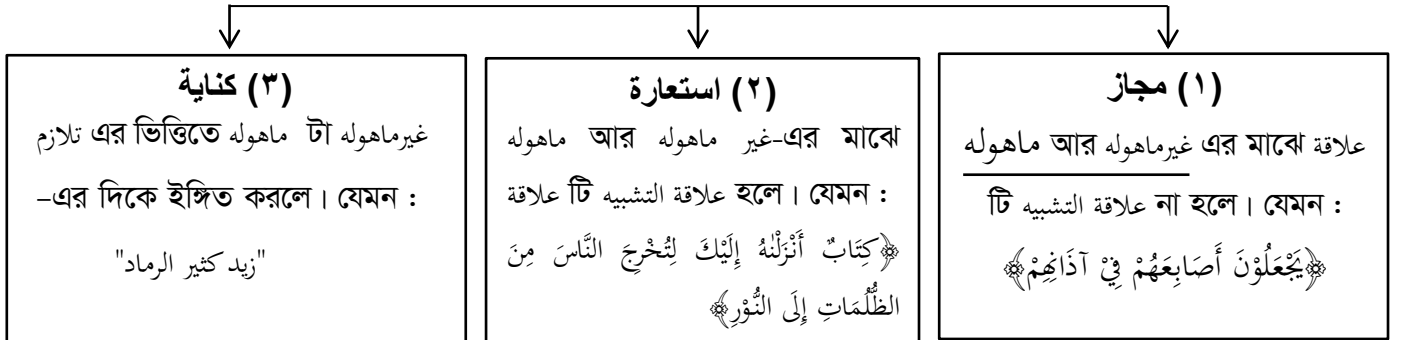 (١) مجاز
ماهوله আর غيرماهوله এর মাঝে علاقة
টি علاقة التشبيه না হলে। যেমন :
﴿يَجْعَلُوْنَ أَصَابِعَهُمْ فِيْ آذَانِهِمْ﴾
(٢) استعارة
ماهوله আর غير ماهوله-এর মাঝে
علاقة টি علاقة التشبيه হলে। যেমন :
﴿كِتَابٌ أَنْزَلْنٰهُ إِلَيْكَ لِتُخْرِجَ النَّاسَ مِنَ
الظُّلُمَاتِ إِلَى النُّوْرِ﴾
(٣) كناية
تلازم এর ভিত্তিতে ماهوله টা غيرماهوله
-এর দিকে ইঙ্গিত করলে। যেমন :
"زيد كثير الرماد"